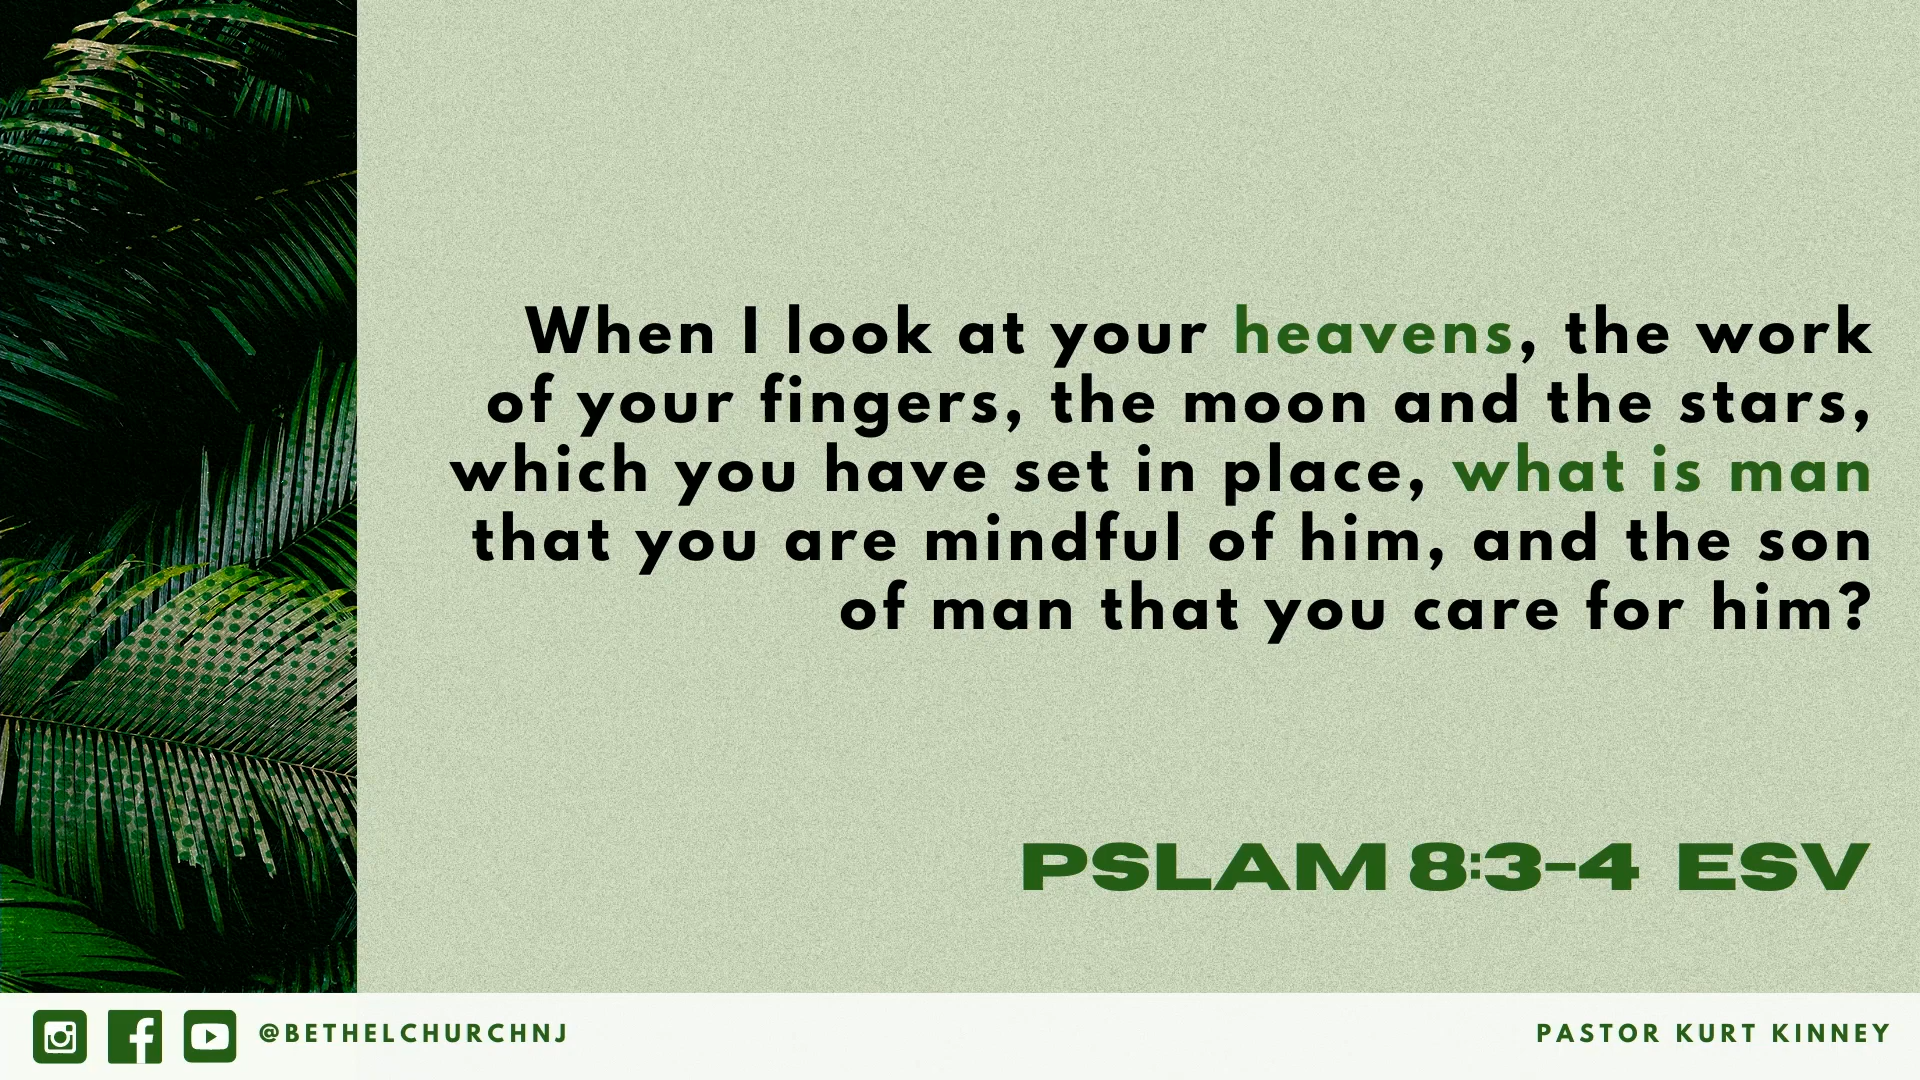 When I look at your heavens, the work
of your fingers, the moon and the stars,
which you have set in place, what is man
that you are mindful of him, and the son
of man that you care for him?
PSLAM 8:3-4 ESV
@BETHELCHURCHNJ
PASTOR KURT KINNEY